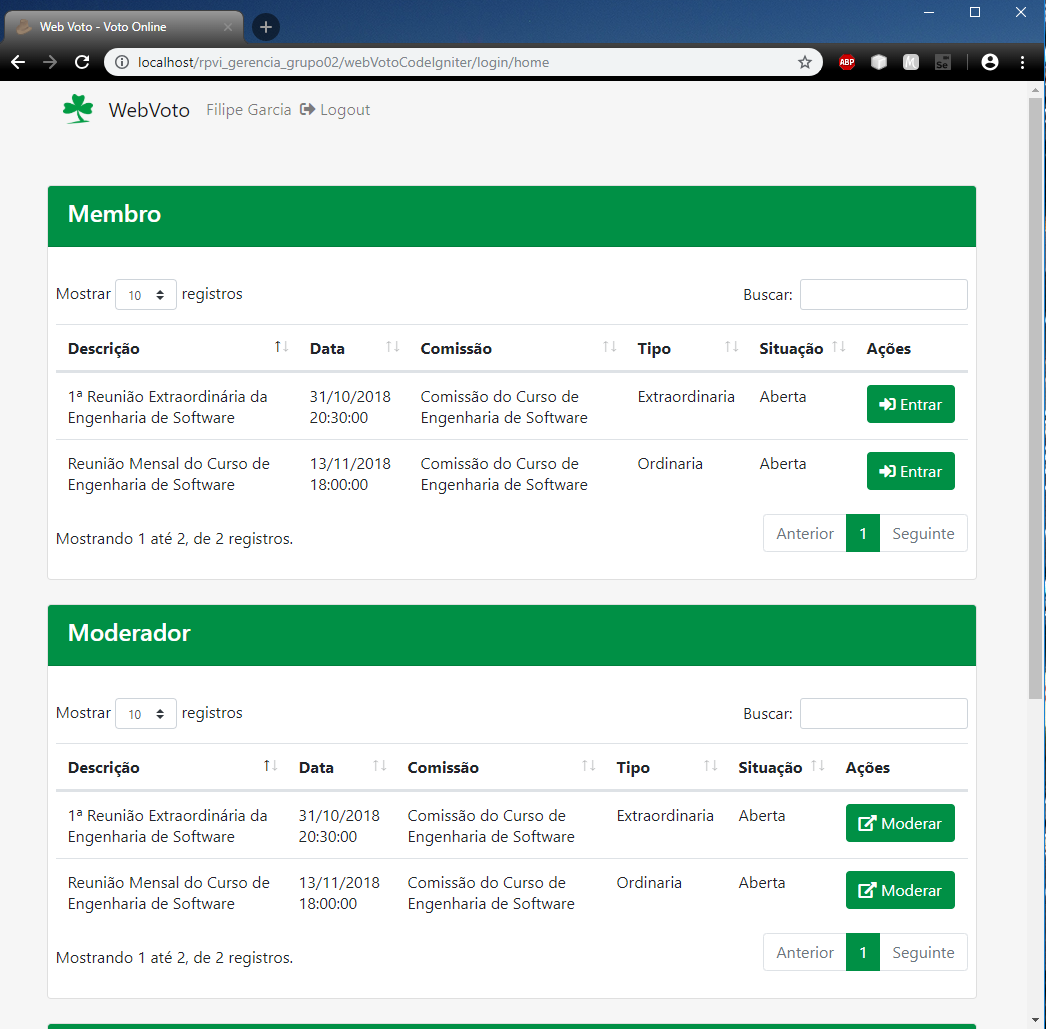 Web Voto - Voto Online
localhost/rpvi_gerencia_grupo02/webVotoCodeIgniter/login/home
ABP
M
Se
WebVoto Filipe Garcia Logout
Membro
Mostrar 10 registros Buscar:
Descrição Data Comissão Tipo Situação Ações
1ª Reunião Extraordinária da 31/10/2018 Comissão do Curso de Extraordinaria Aberta Entrar
Engenharia de Software 20:30:00 Engenharia de Software
Reunião Mensal do Curso de 13/11/2018 Comissão do Curso de Ordinaria Aberta Entrar
Engenharia de Software 18:00:00 Engenharia de Software
Mostrando 1 até 2, de 2 registros. Anterior 1 Seguinte
Moderador
Mostrar 10 registros Buscar:
Descrição Data Comissão Tipo Situação Ações
1ª Reunião Extraordinária da 31/10/2018 Comissão do Curso de Extraordinaria Aberta Moderar
Engenharia de Software 20:30:00 Engenharia de Software
Reunião Mensal do Curso de 13/11/2018 Comissão do Curso de Ordinaria Aberta Moderar
Engenharia de Software 18:00:00 Engenharia de Software
Mostrando 1 até 2, de 2 registros. Anterior 1 Seguinte